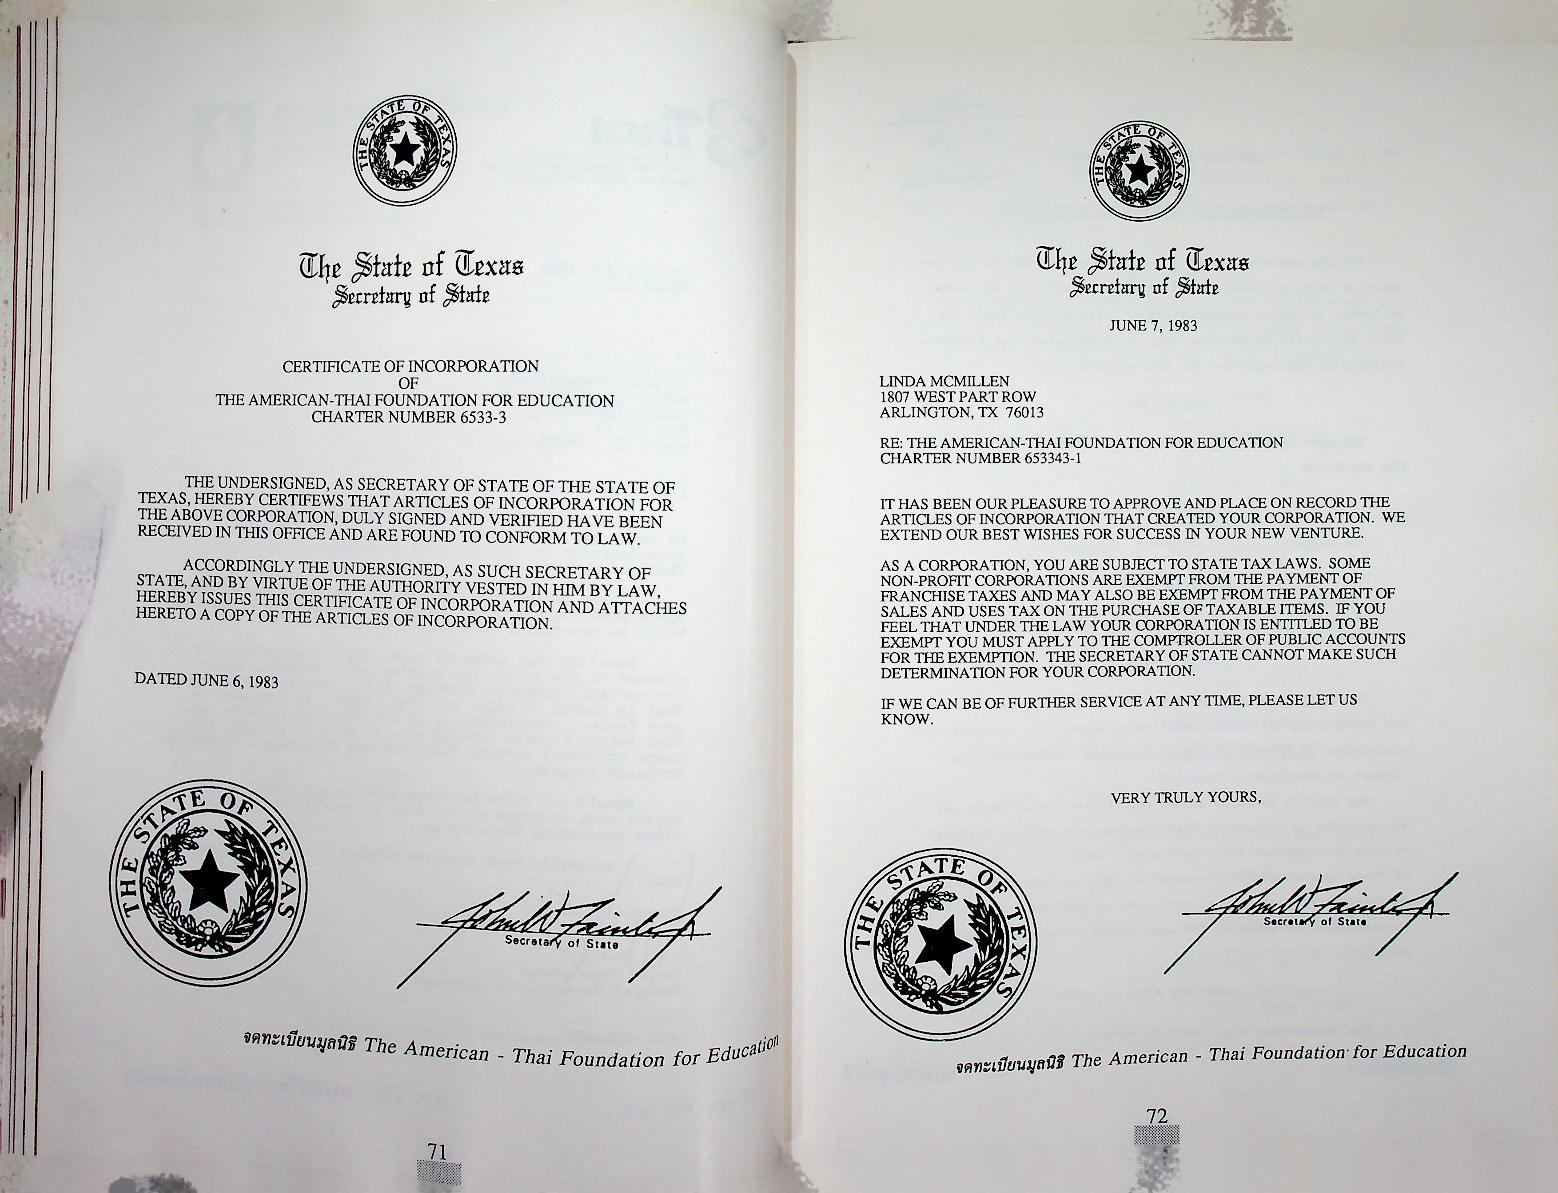 THE STATE OF TEXAS
The State of Texas
Secretary of State
CERTIFICATE OF INCORPORATION
OF
THE AMERICAN-THAI FOUNDATION FOR EDUCATION
CHARTER NUMBER 6533-3
THE UNDERSIGNED, AS SECRETARY OF STATE OF THE STATE OF
TEXAS, HEREBY CERTIFEWS THAT ARTICLES OF INCORPORATION FOR
THE ABOVE CORPORATION, DULY SIGNED AND VERIFIED HAVE BEEN
RECEIVED IN THIS OFFICE AND ARE FOUND TO CONFORM TO LAW.
ACCORDINGLY THE UNDERSIGNED, AS SUCH SECRETARY OF
STATE, AND BY VIRTUE OF THE AUTHORITY VESTED IN HIM BY LAW,
HEREBY ISSUES THIS CERTIFICATE OF INCORPORATION AND ATTACHES
HERETO A COPY OF THE ARTICLES OF INCORPORATION.
DATED JUNE 6, 1983
THE STATE OF TEXAS
Secretary of State
จดทะเบียนมูลนิธิ The American - Thai Foundation for Education
71
THE STATE OF TEXAS
The State of Texas
Secretary of State
JUNE 7, 1983
LINDA MCMILLEN
1807 WEST PART ROW
ARLINGTON, TX 76013
RE: THE AMERICAN-THAI FOUNDATION FOR EDUCATION
CHARTER NUMBER 653343-1
IT HAS BEEN OUR PLEASURE TO APPROVE AND PLACE ON RECORD THE
ARTICLES OF INCORPORATION THAT CREATED YOUR CORPORATION. WE
EXTEND OUR BEST WISHES FOR SUCCESS IN YOUR NEW VENTURE.
AS A CORPORATION, YOU ARE SUBJECT TO STATE TAX LAWS. SOME
NON-PROFIT CORPORATIONS ARE EXEMPT FROM THE PAYMENT OF
FRANCHISE TAXES AND MAY ALSO BE EXEMPT FROM THE PAYMENT OF
SALES AND USES TAX ON THE PURCHASE OF TAXABLE ITEMS. IF YOU
FEEL THAT UNDER THE LAW YOUR CORPORATION IS ENTITLED TO BE
EXEMPT YOU MUST APPLY TO THE COMPTROLLER OF PUBLIC ACCOUNTS
FOR THE EXEMPTION. THE SECRETARY OF STATE CANNOT MAKE SUCH
DETERMINATION FOR YOUR CORPORATION.
IF WE CAN BE OF FURTHER SERVICE AT ANY TIME, PLEASE LET US
KNOW.
VERY TRULY YOURS,
THE STATE OF TEXAS
Secretary of State
จดทะเบียนมูลนิธิ The American - Thai Foundation for Education
72